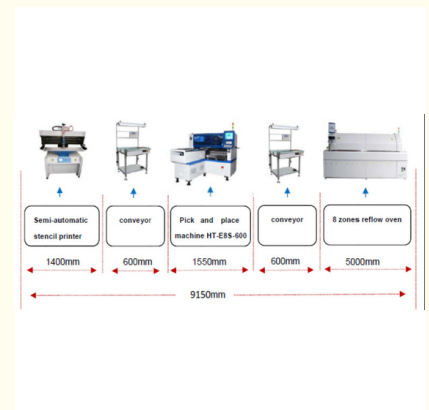 Semi-automatic
stencil printer
conveyor
Pick and place
machine HT-E8S-600
conveyor
8 zones reflow oven
1400mm
600mm
1550mm
600mm
5000mm
9150mm